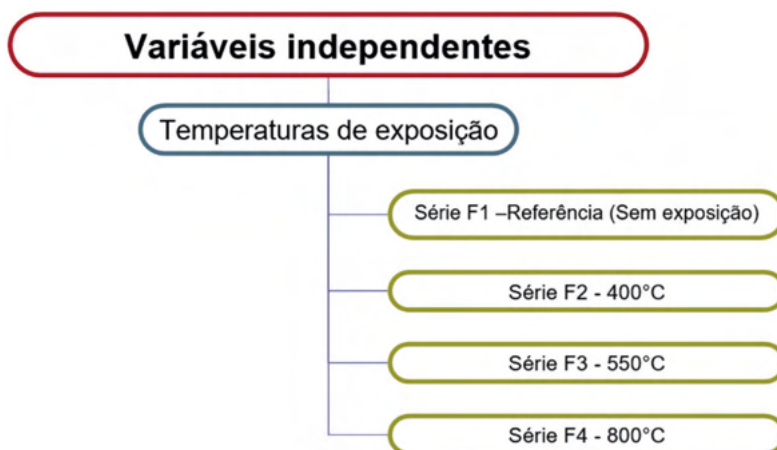 Variáveis independentes
Temperaturas de exposição
Série F1 –Referência (Sem exposição)
Série F2 - 400°C
Série F3 - 550°C
Série F4 - 800°C